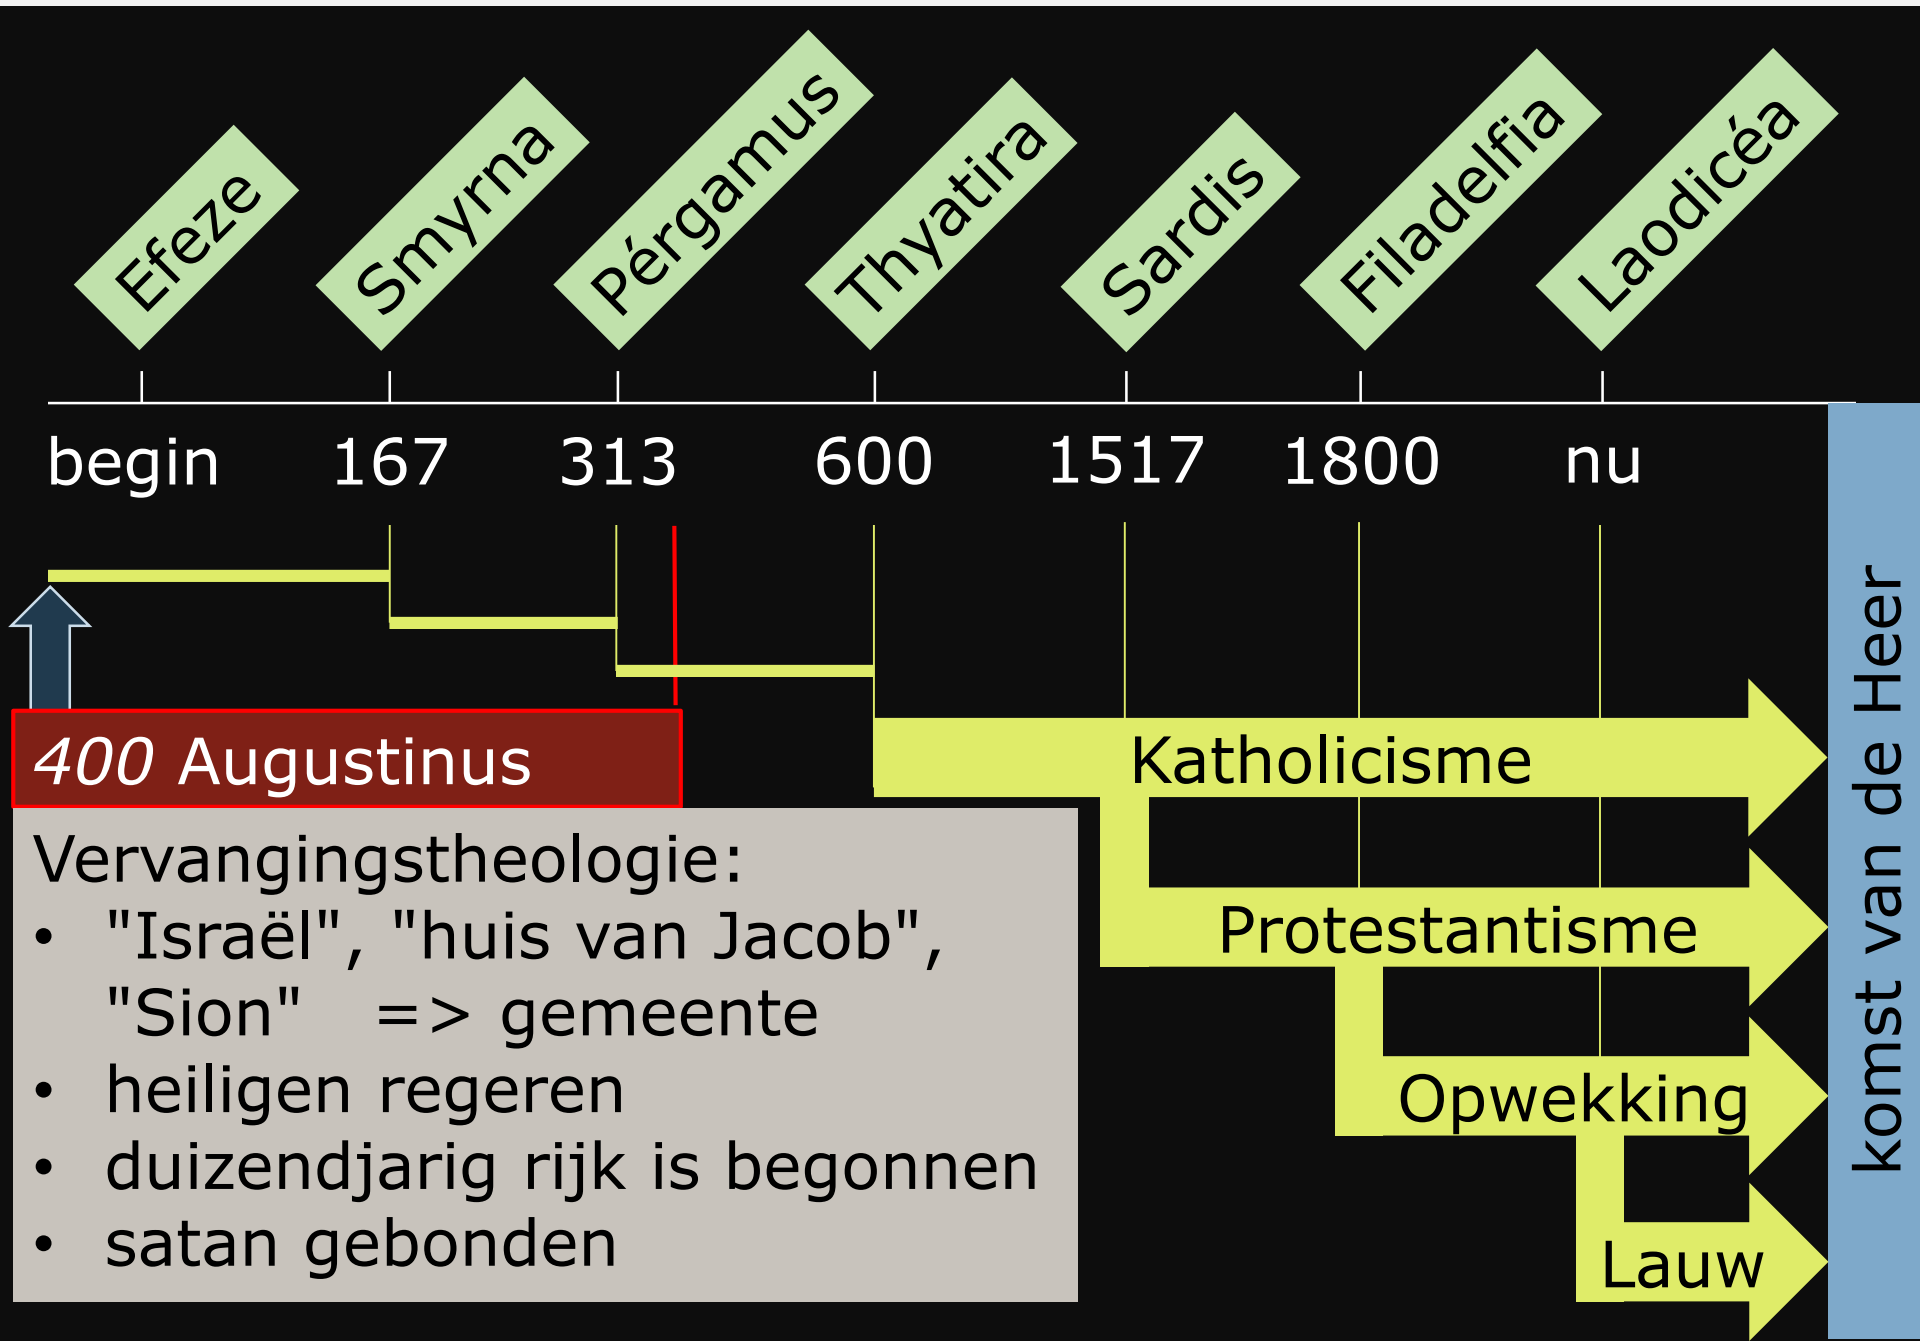 Efeze
Smyrna
Pérgamus
Thyatira
Sardis
Filadelfia
Laodicéa
begin 167 313 600 1517 1800 nu
400 Augustinus
Vervangingstheologie:
• "Israël", "huis van Jacob",
"Sion" => gemeente
• heiligen regeren
• duizendjarig rijk is begonnen
• satan gebonden
Katholicisme
Protestantisme
Opwekking
Lauw
komst van de Heer